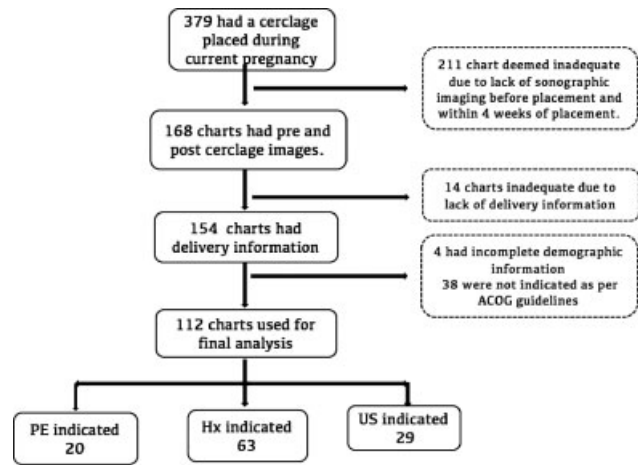 379 had a cerclage
placed during
current pregnancy
211 chart deemed inadequate
due to lack of sonographic
imaging before placement and
within 4 weeks of placement.
168 charts had pre and
post cerclage images.
14 charts inadequate due to
lack of delivery information
154 charts had
delivery information
4 had incomplete demographic
information
38 were not indicated as per
ACOG guidelines
112 charts used for
final analysis
PE indicated
20
Hx indicated
63
US indicated
29